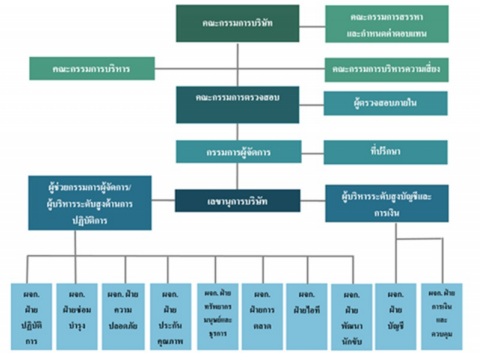 คณะกรรมการบริษัท
คณะกรรมการสรรหา
และกำหนดค่าตอบแทน
คณะกรรมการบริหาร
คณะกรรมการบริหารความเสี่ยง
คณะกรรมการตรวจสอบ
ผู้ตรวจสอบภายใน
กรรมการผู้จัดการ
ที่ปรึกษา
ผู้ช่วยกรรมการผู้จัดการ/
ผู้บริหารระดับสูงด้านการ
ปฏิบัติการ
เลขานุการบริษัท
ผู้บริหารระดับสูงบัญชีและ
การเงิน
ผจก.
ฝ่าย
ปฏิบัติ
การ
ผจก.
ฝ่ายซ่อม
บำรุง
ผจก. ฝ่าย
ความ
ปลอดภัย
ผจก.
ฝ่าย
ประกัน
คุณภาพ
ผจก. ฝ่าย
ทรัพยากร
มนุษย์และ
ธุรการ
ผจก.
ฝ่ายการ
ตลาด
ผจก.
ฝ่ายไอที
ผจก.
ฝ่าย
พัฒนา
นักขับ
ผจก.
ฝ่าย
บัญชี
ผจก. ฝ่าย
การเงิน
และ
ควบคุม